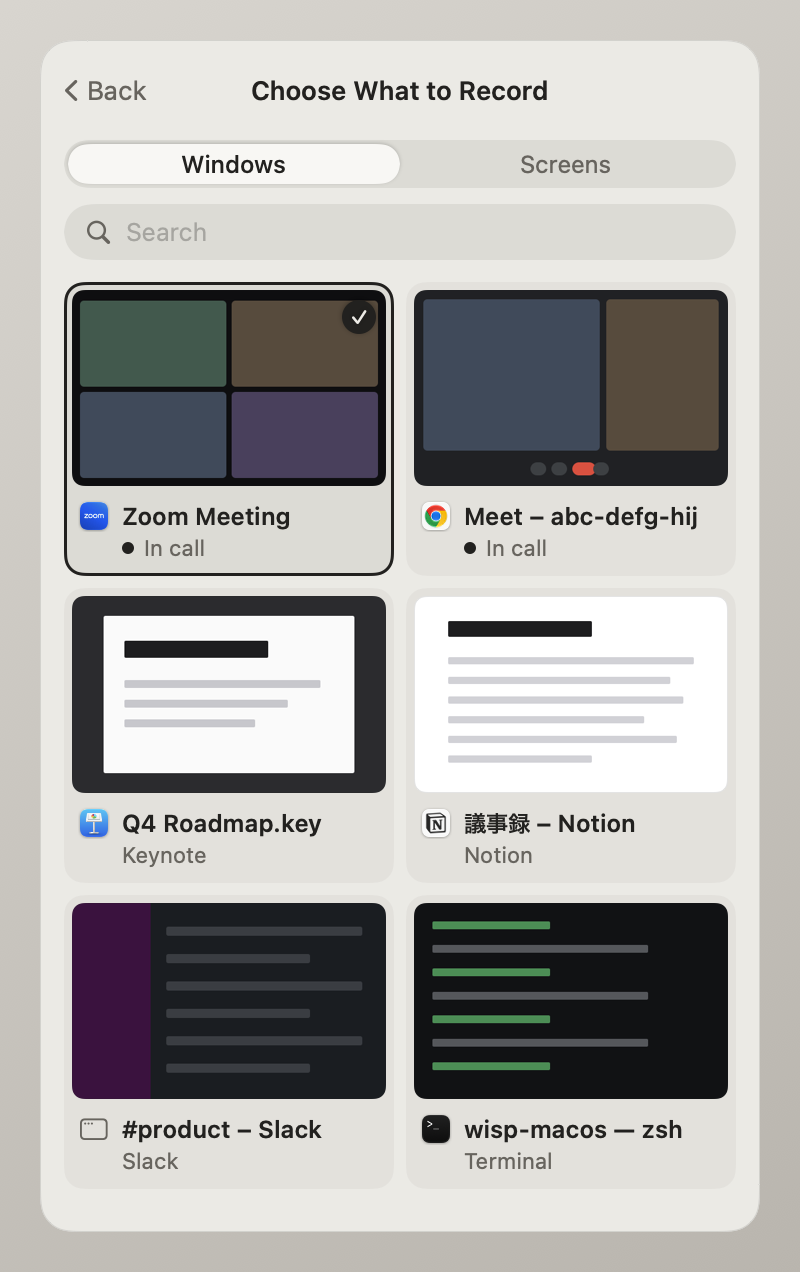 Back
Choose What to Record
Windows
Screens
Search
zoom
Zoom Meeting
In call
Meet – abc-defg-hij
In call
Q4 Roadmap.key
Keynote
N
議事録 – Notion
Notion
#product – Slack
Slack
>_
wisp-macos — zsh
Terminal